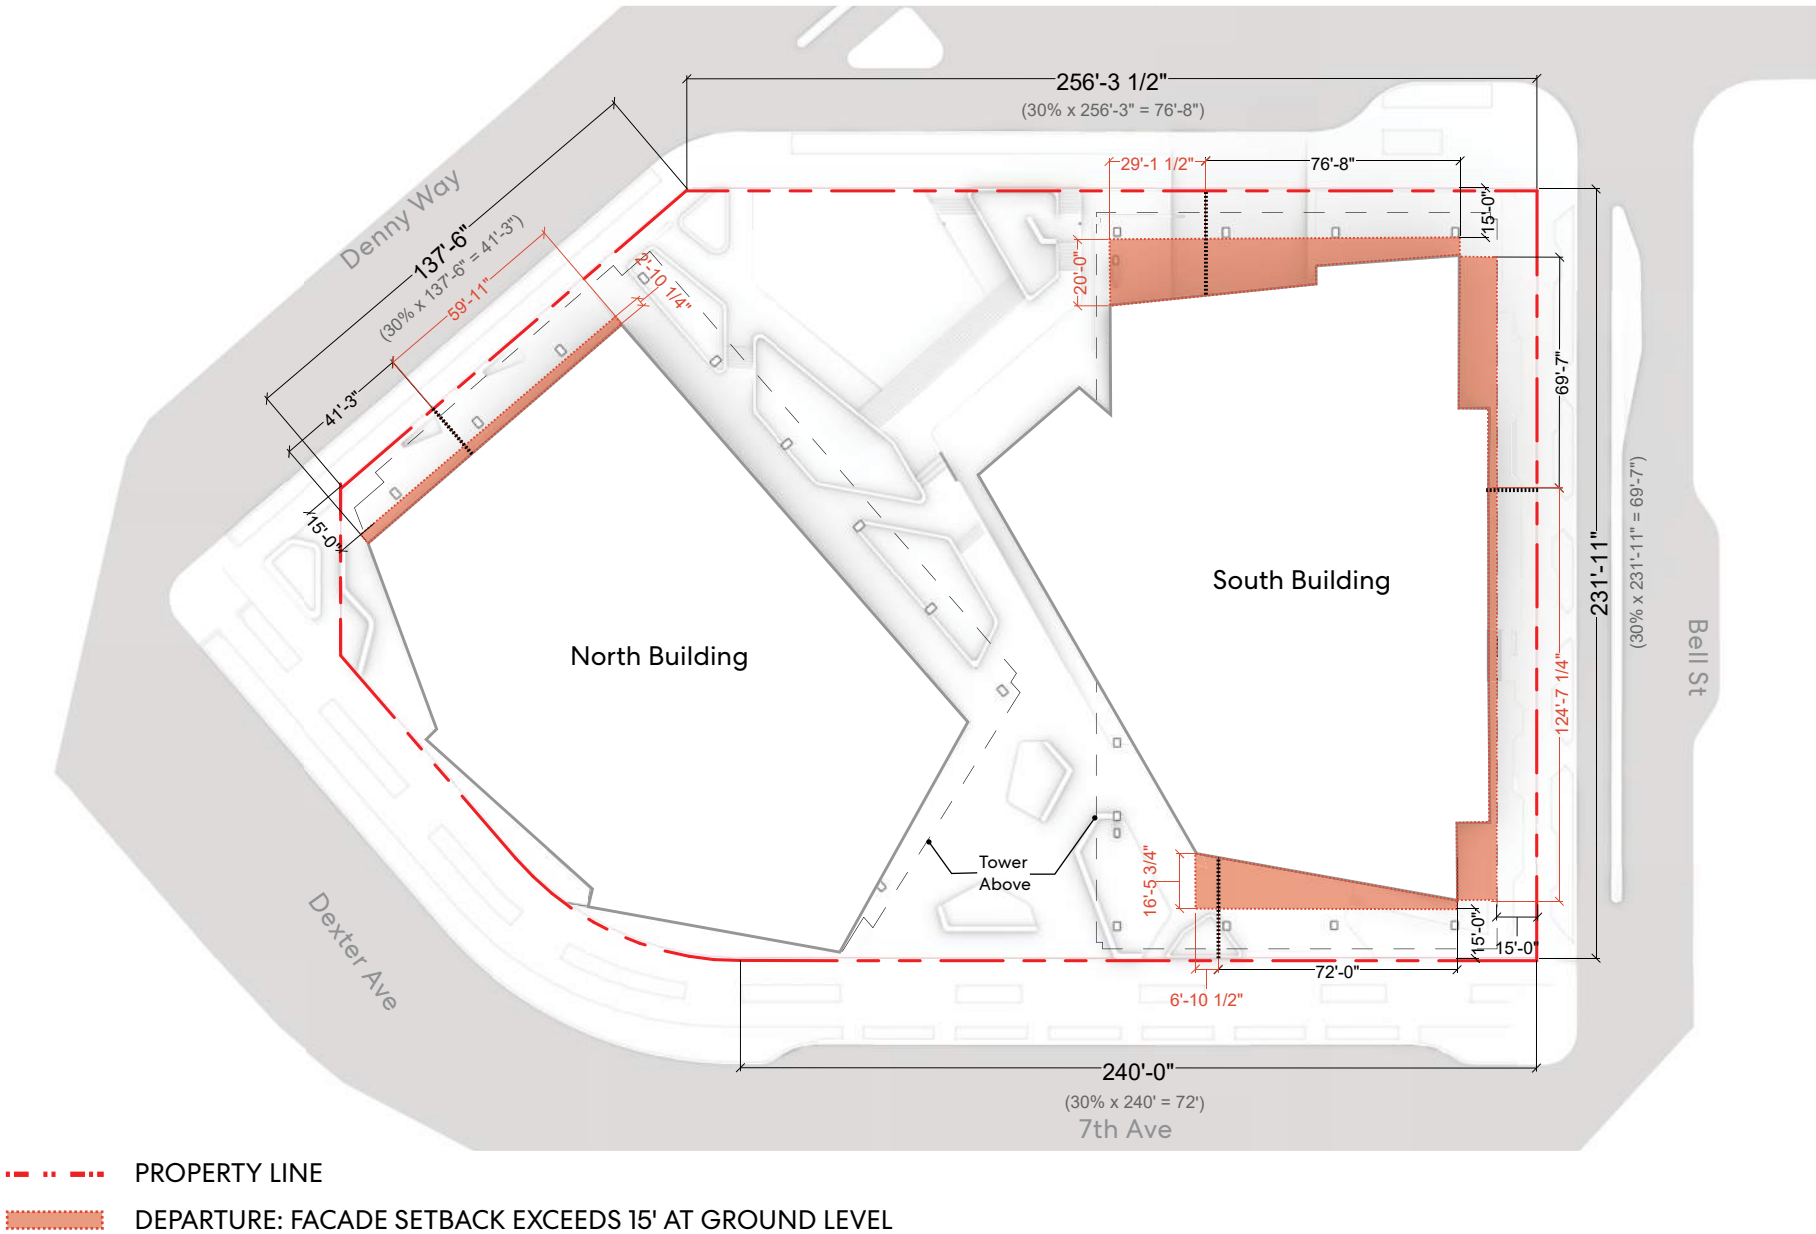 256'-3 1/2"
(30% x 256'-3" = 76'-8")
29'-1 1/2"
76'-8"
15'-0"
20'-0"
Denny Way
137'-6"
(30% x 137'-6" = 41'-3")
59'-11"
2'-10 1/4"
41'-3"
15'-0"
69'-7"
231'-11"
(30% x 231'-11" = 69'-7")
124'-7 1/4"
Bell St
South Building
North Building
Tower
Above
16'-5 3/4"
15'-0"
15'-0"
72'-0"
6'-10 1/2"
Dexter Ave
240'-0"
(30% x 240' = 72')
7th Ave
PROPERTY LINE
DEPARTURE: FACADE SETBACK EXCEEDS 15' AT GROUND LEVEL